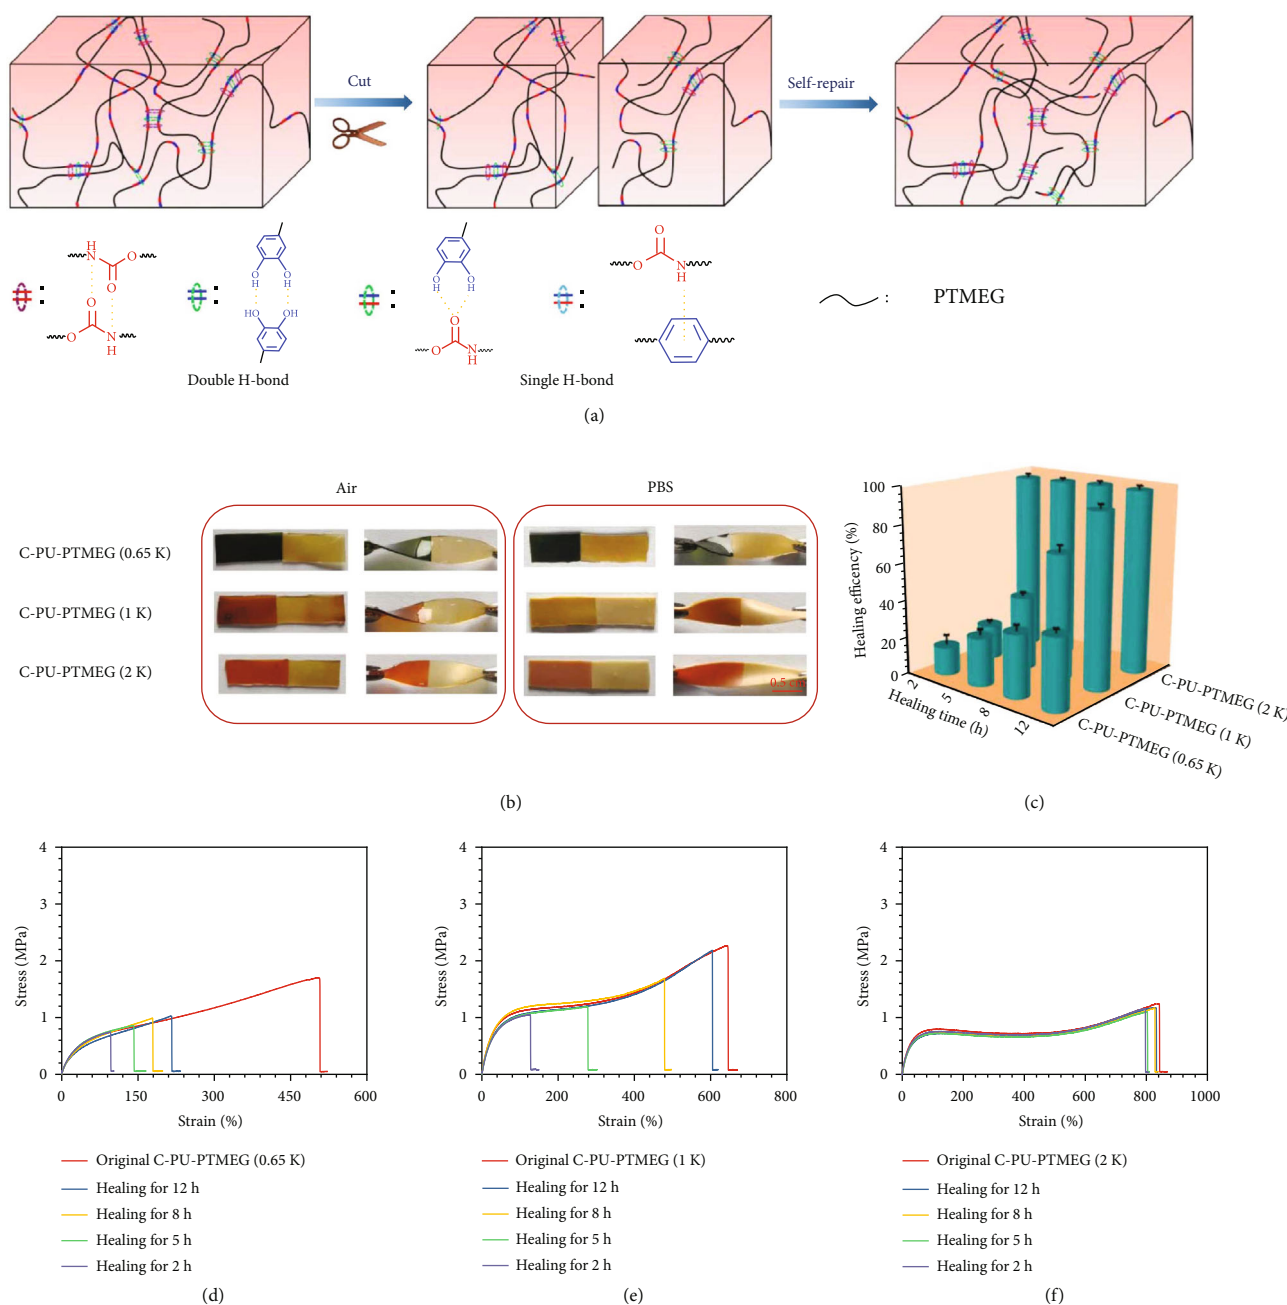 Cut
Self-repair
H
N
O
O
O
O
N
H
O
O
H
H
HO
OH
O
O
H
H
O
O
N
H
O
O
N
H
: : : : :
PTMEG
Double H-bond
Single H-bond
(a)
Air
PBS
C-PU-PTMEG (0.65 K)
C-PU-PTMEG (1 K)
C-PU-PTMEG (2 K)
(b)
Healing efficency (%)
100
80
60
40
20
0
2
5
8
12
Healing time (h)
C-PU-PTMEG (2 K)
C-PU-PTMEG (1 K)
C-PU-PTMEG (0.65 K)
(c)
Stress (MPa)
4
3
2
1
0
0 150 300 450 600
Strain (%)
Original C-PU-PTMEG (0.65 K)
Healing for 12 h
Healing for 8 h
Healing for 5 h
Healing for 2 h
(d)
Stress (MPa)
4
3
2
1
0
0 200 400 600 800
Strain (%)
Original C-PU-PTMEG (1 K)
Healing for 12 h
Healing for 8 h
Healing for 5 h
Healing for 2 h
(e)
Stress (MPa)
4
3
2
1
0
0 200 400 600 800 1000
Strain (%)
Original C-PU-PTMEG (2 K)
Healing for 12 h
Healing for 8 h
Healing for 5 h
Healing for 2 h
(f)